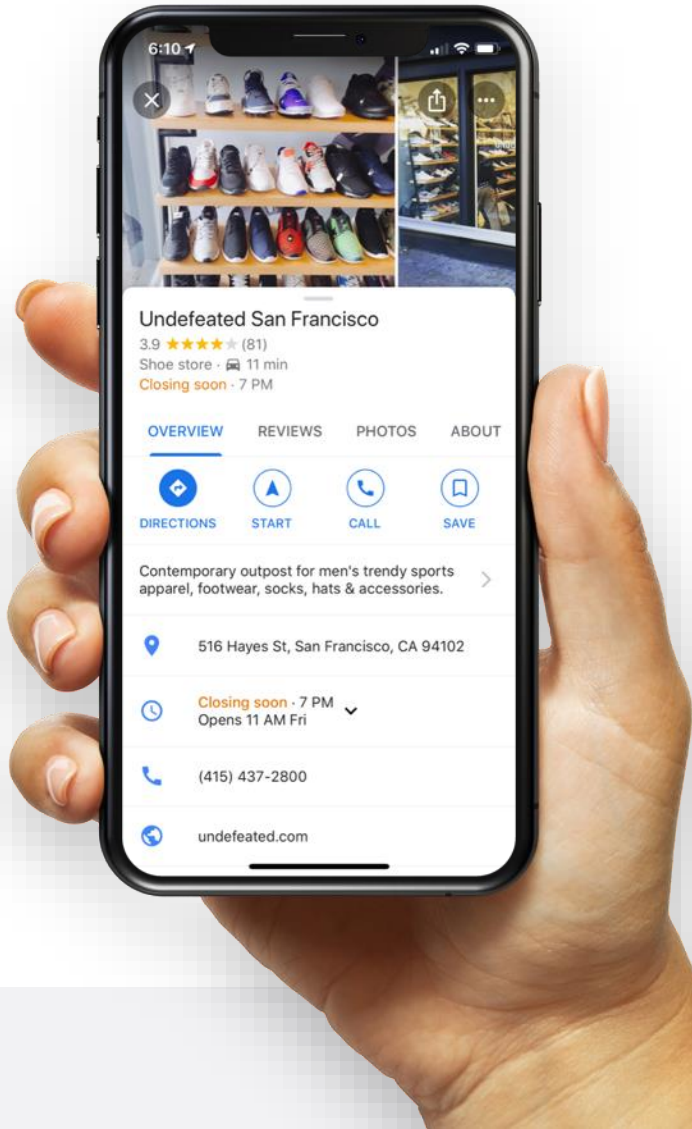 6:10
Undefeated San Francisco
3.9 ★★★★★ (81)
Shoe store · 11 min
Closing soon · 7 PM
OVERVIEW REVIEWS PHOTOS ABOUT
DIRECTIONS START CALL SAVE
Contemporary outpost for men's trendy sports
apparel, footwear, socks, hats & accessories.
516 Hayes St, San Francisco, CA 94102
Closing soon · 7 PM
Opens 11 AM Fri
(415) 437-2800
undefeated.com